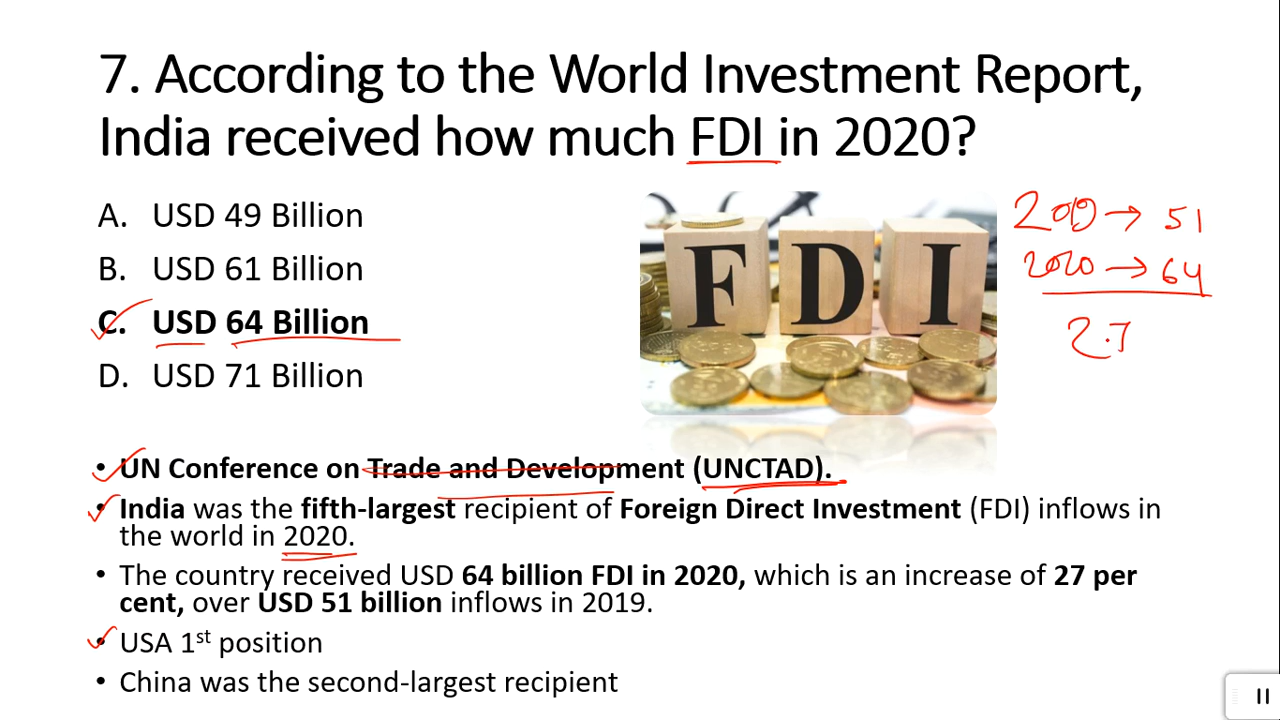 7. According to the World Investment Report,
India received how much FDI in 2020?
A. USD 49 Billion
B. USD 61 Billion
C. USD 64 Billion
D. USD 71 Billion
FDI
2019 → 51
2020 → 64
27
• UN Conference on Trade and Development (UNCTAD).
• India was the fifth-largest recipient of Foreign Direct Investment (FDI) inflows in
the world in 2020.
• The country received USD 64 billion FDI in 2020, which is an increase of 27 per
cent, over USD 51 billion inflows in 2019.
• USA 1st position
• China was the second-largest recipient